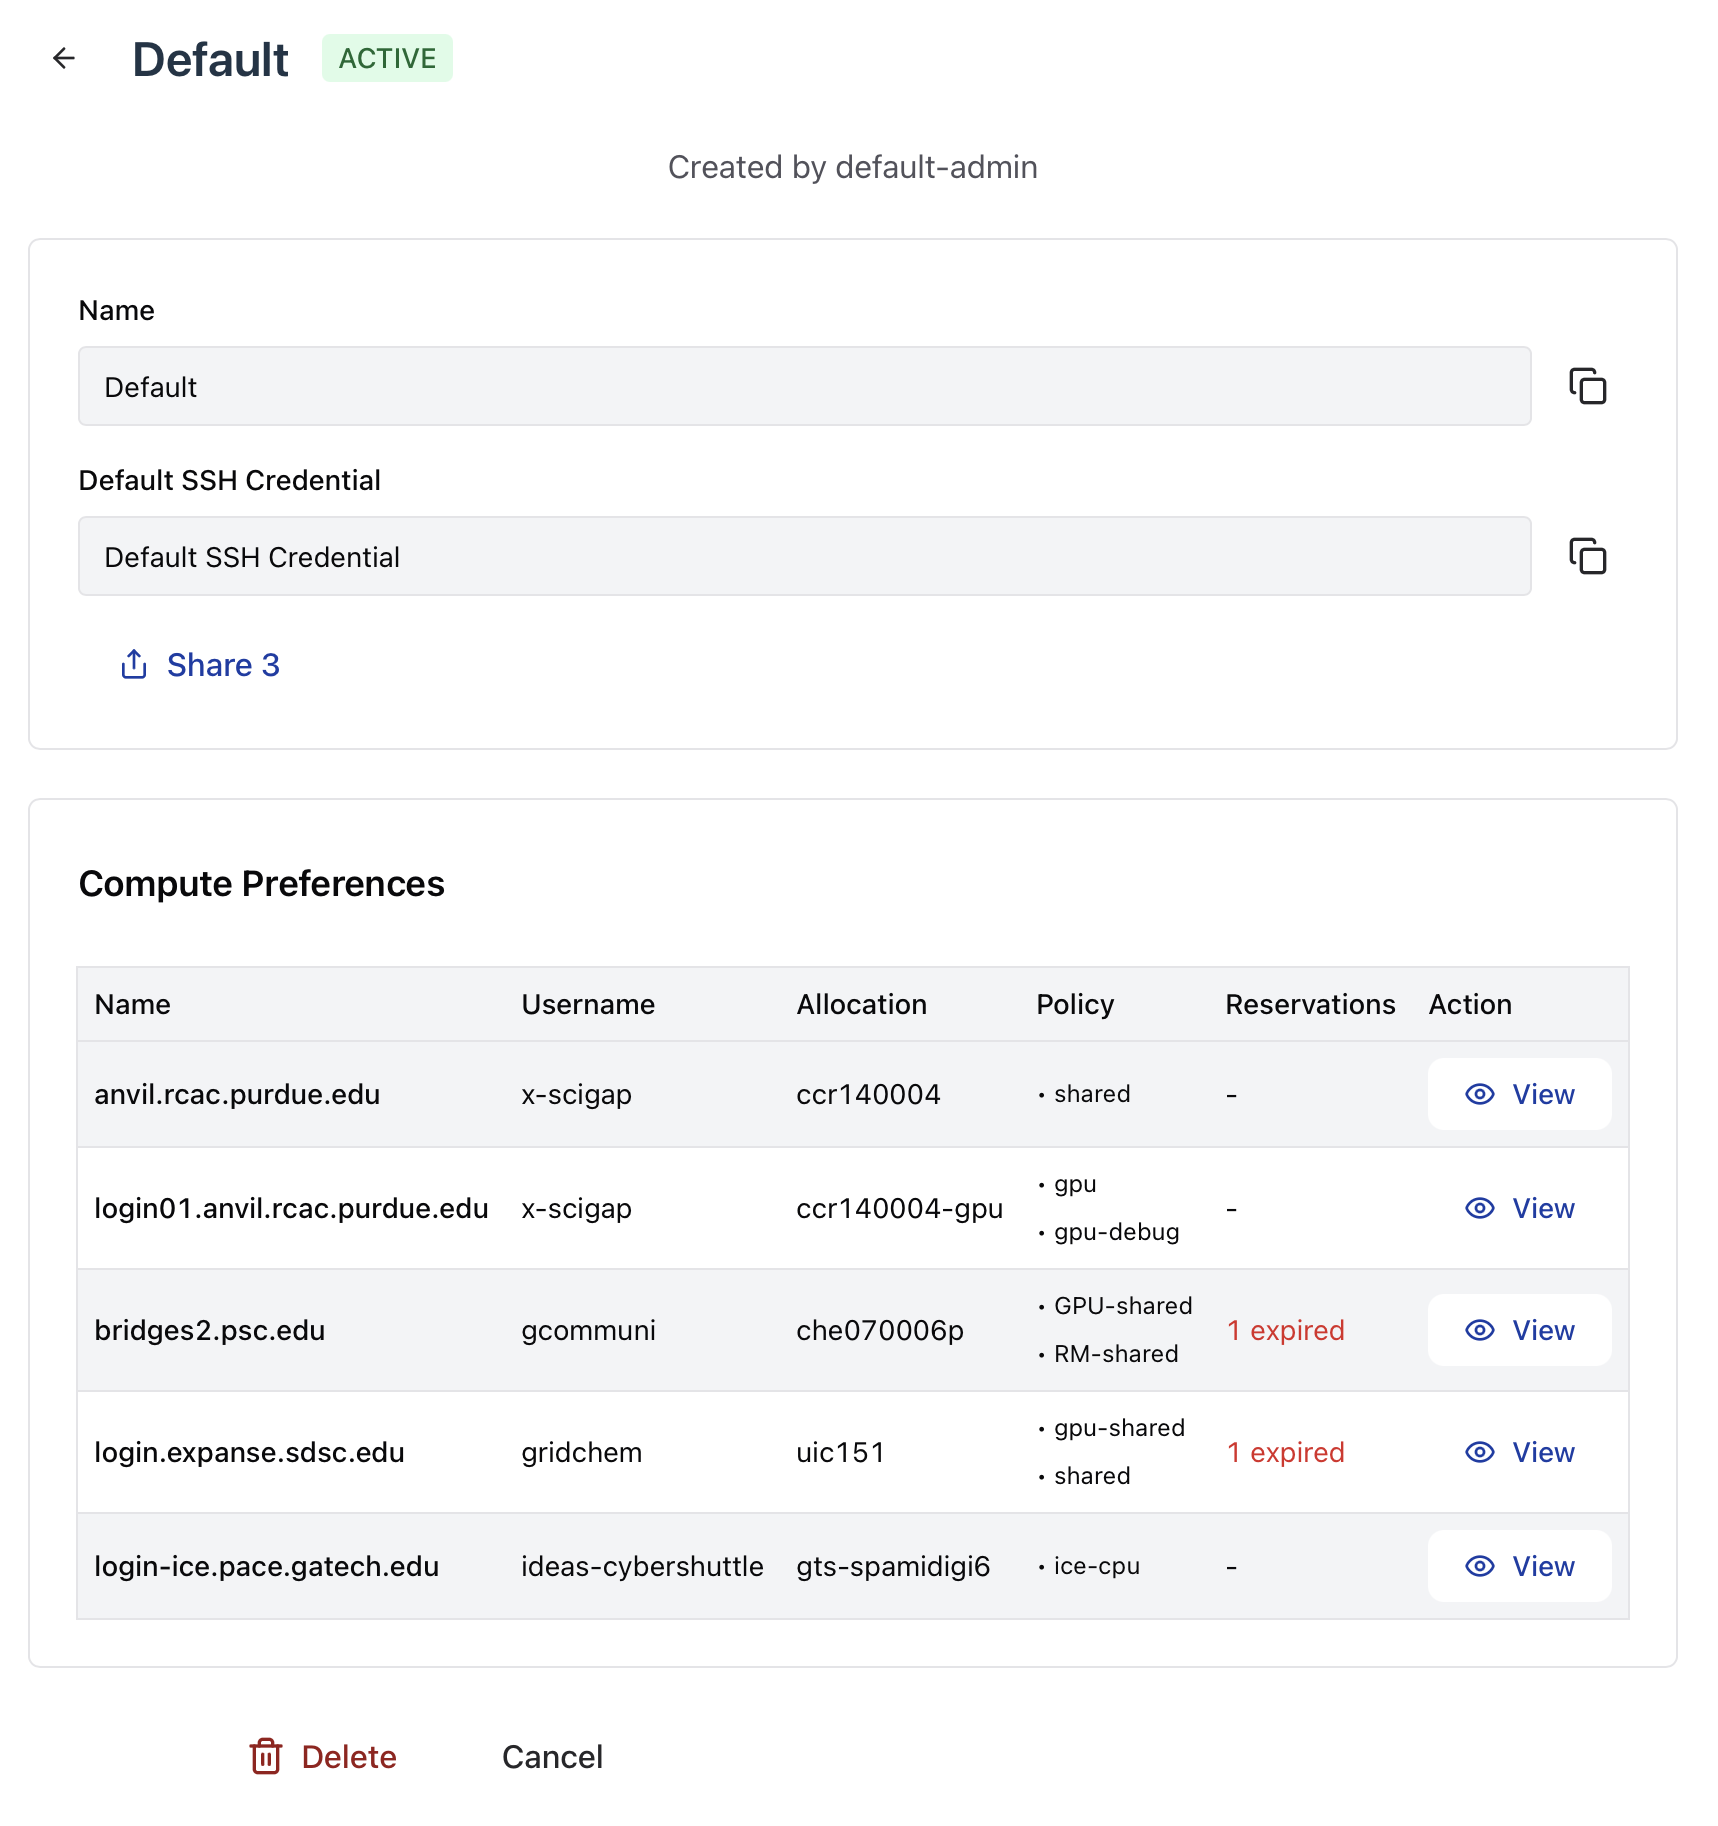 Default ACTIVE
Created by default-admin
Name
Default
Default SSH Credential
Default SSH Credential
Share 3
Compute Preferences
Name Username Allocation Policy Reservations Action
anvil.rcac.purdue.edu x-scigap ccr140004 • shared - View
login01.anvil.rcac.purdue.edu x-scigap ccr140004-gpu • gpu - View
• gpu-debug
bridges2.psc.edu gcommuni che070006p • GPU-shared 1 expired View
• RM-shared
login.expanse.sdsc.edu gridchem uic151 • gpu-shared 1 expired View
• shared
login-ice.pace.gatech.edu ideas-cybershuttle gts-spamidigi6 • ice-cpu - View
Delete Cancel